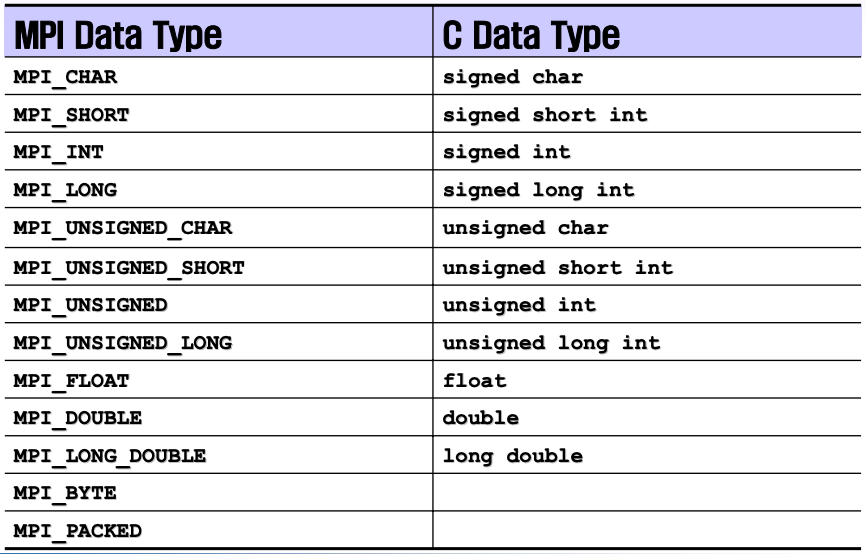 MPI Data Type C Data Type
MPI_CHAR signed char
MPI_SHORT signed short int
MPI_INT signed int
MPI_LONG signed long int
MPI_UNSIGNED_CHAR unsigned char
MPI_UNSIGNED_SHORT unsigned short int
MPI_UNSIGNED unsigned int
MPI_UNSIGNED_LONG unsigned long int
MPI_FLOAT float
MPI_DOUBLE double
MPI_LONG_DOUBLE long double
MPI_BYTE
MPI_PACKED